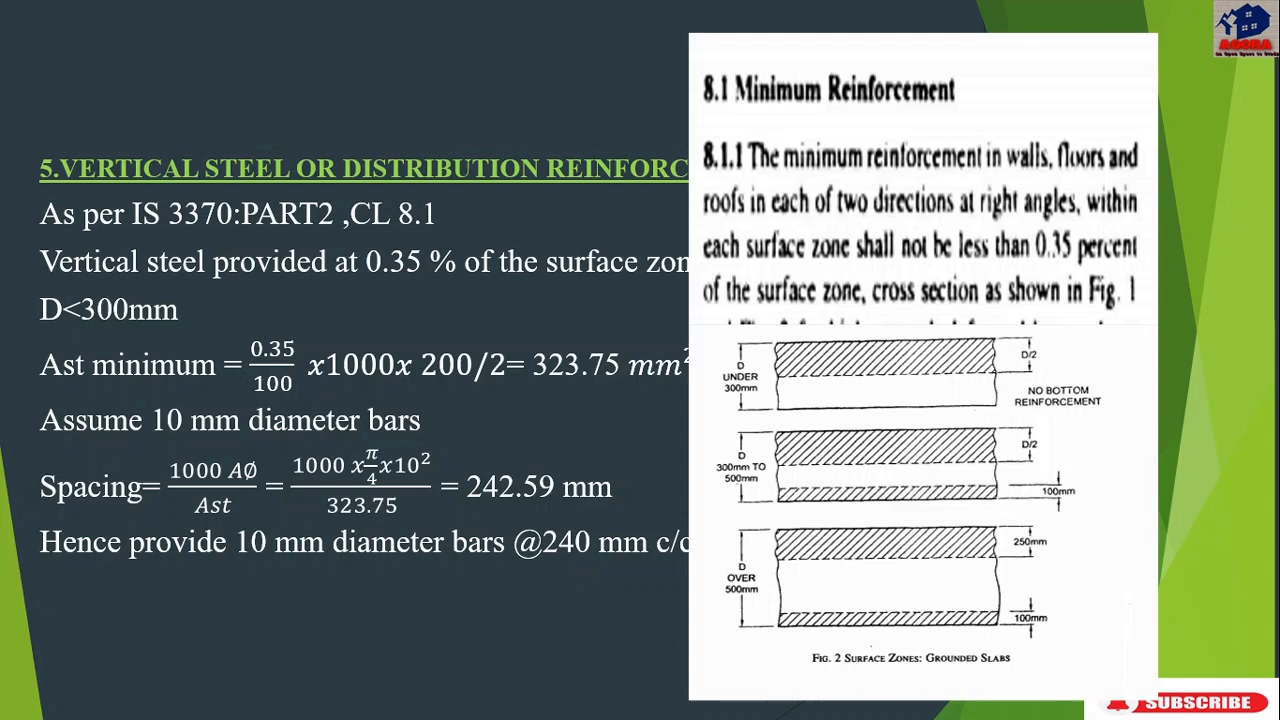 AGORA
8.1 Minimum Reinforcement
5.VERTICAL STEEL OR DISTRIBUTION REINFORC
8.1.1 The minimum reinforcement in walls, floors and
roofs in each of two directions at right angles, within
each surface zone shall not be less than 0.35 percent
of the surface zone, cross section as shown in Fig. 1
As per IS 3370:PART2 ,CL 8.1
Vertical steel provided at 0.35 % of the surface zon
D<300mm
Ast minimum = 0.35/100 x1000x 200/2= 323.75 mm²
Assume 10 mm diameter bars
Spacing= 1000 AØ/Ast = 1000 xπ/4x10²/323.75 = 242.59 mm
Hence provide 10 mm diameter bars @240 mm c/c
D
UNDER
300mm
D/2
NO BOTTOM
REINFORCEMENT
D
300mm TO
500mm
D/2
100mm
D
OVER
500mm
250mm
100mm
FIG. 2 SURFACE ZONES: GROUNDED SLABS
SUBSCRIBE